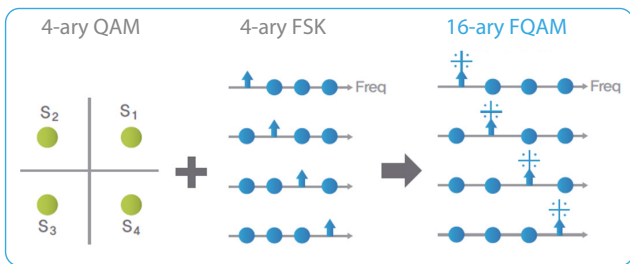 4-ary QAM
4-ary FSK
16-ary FQAM
S2
S1
S3
S4
Freq
Freq